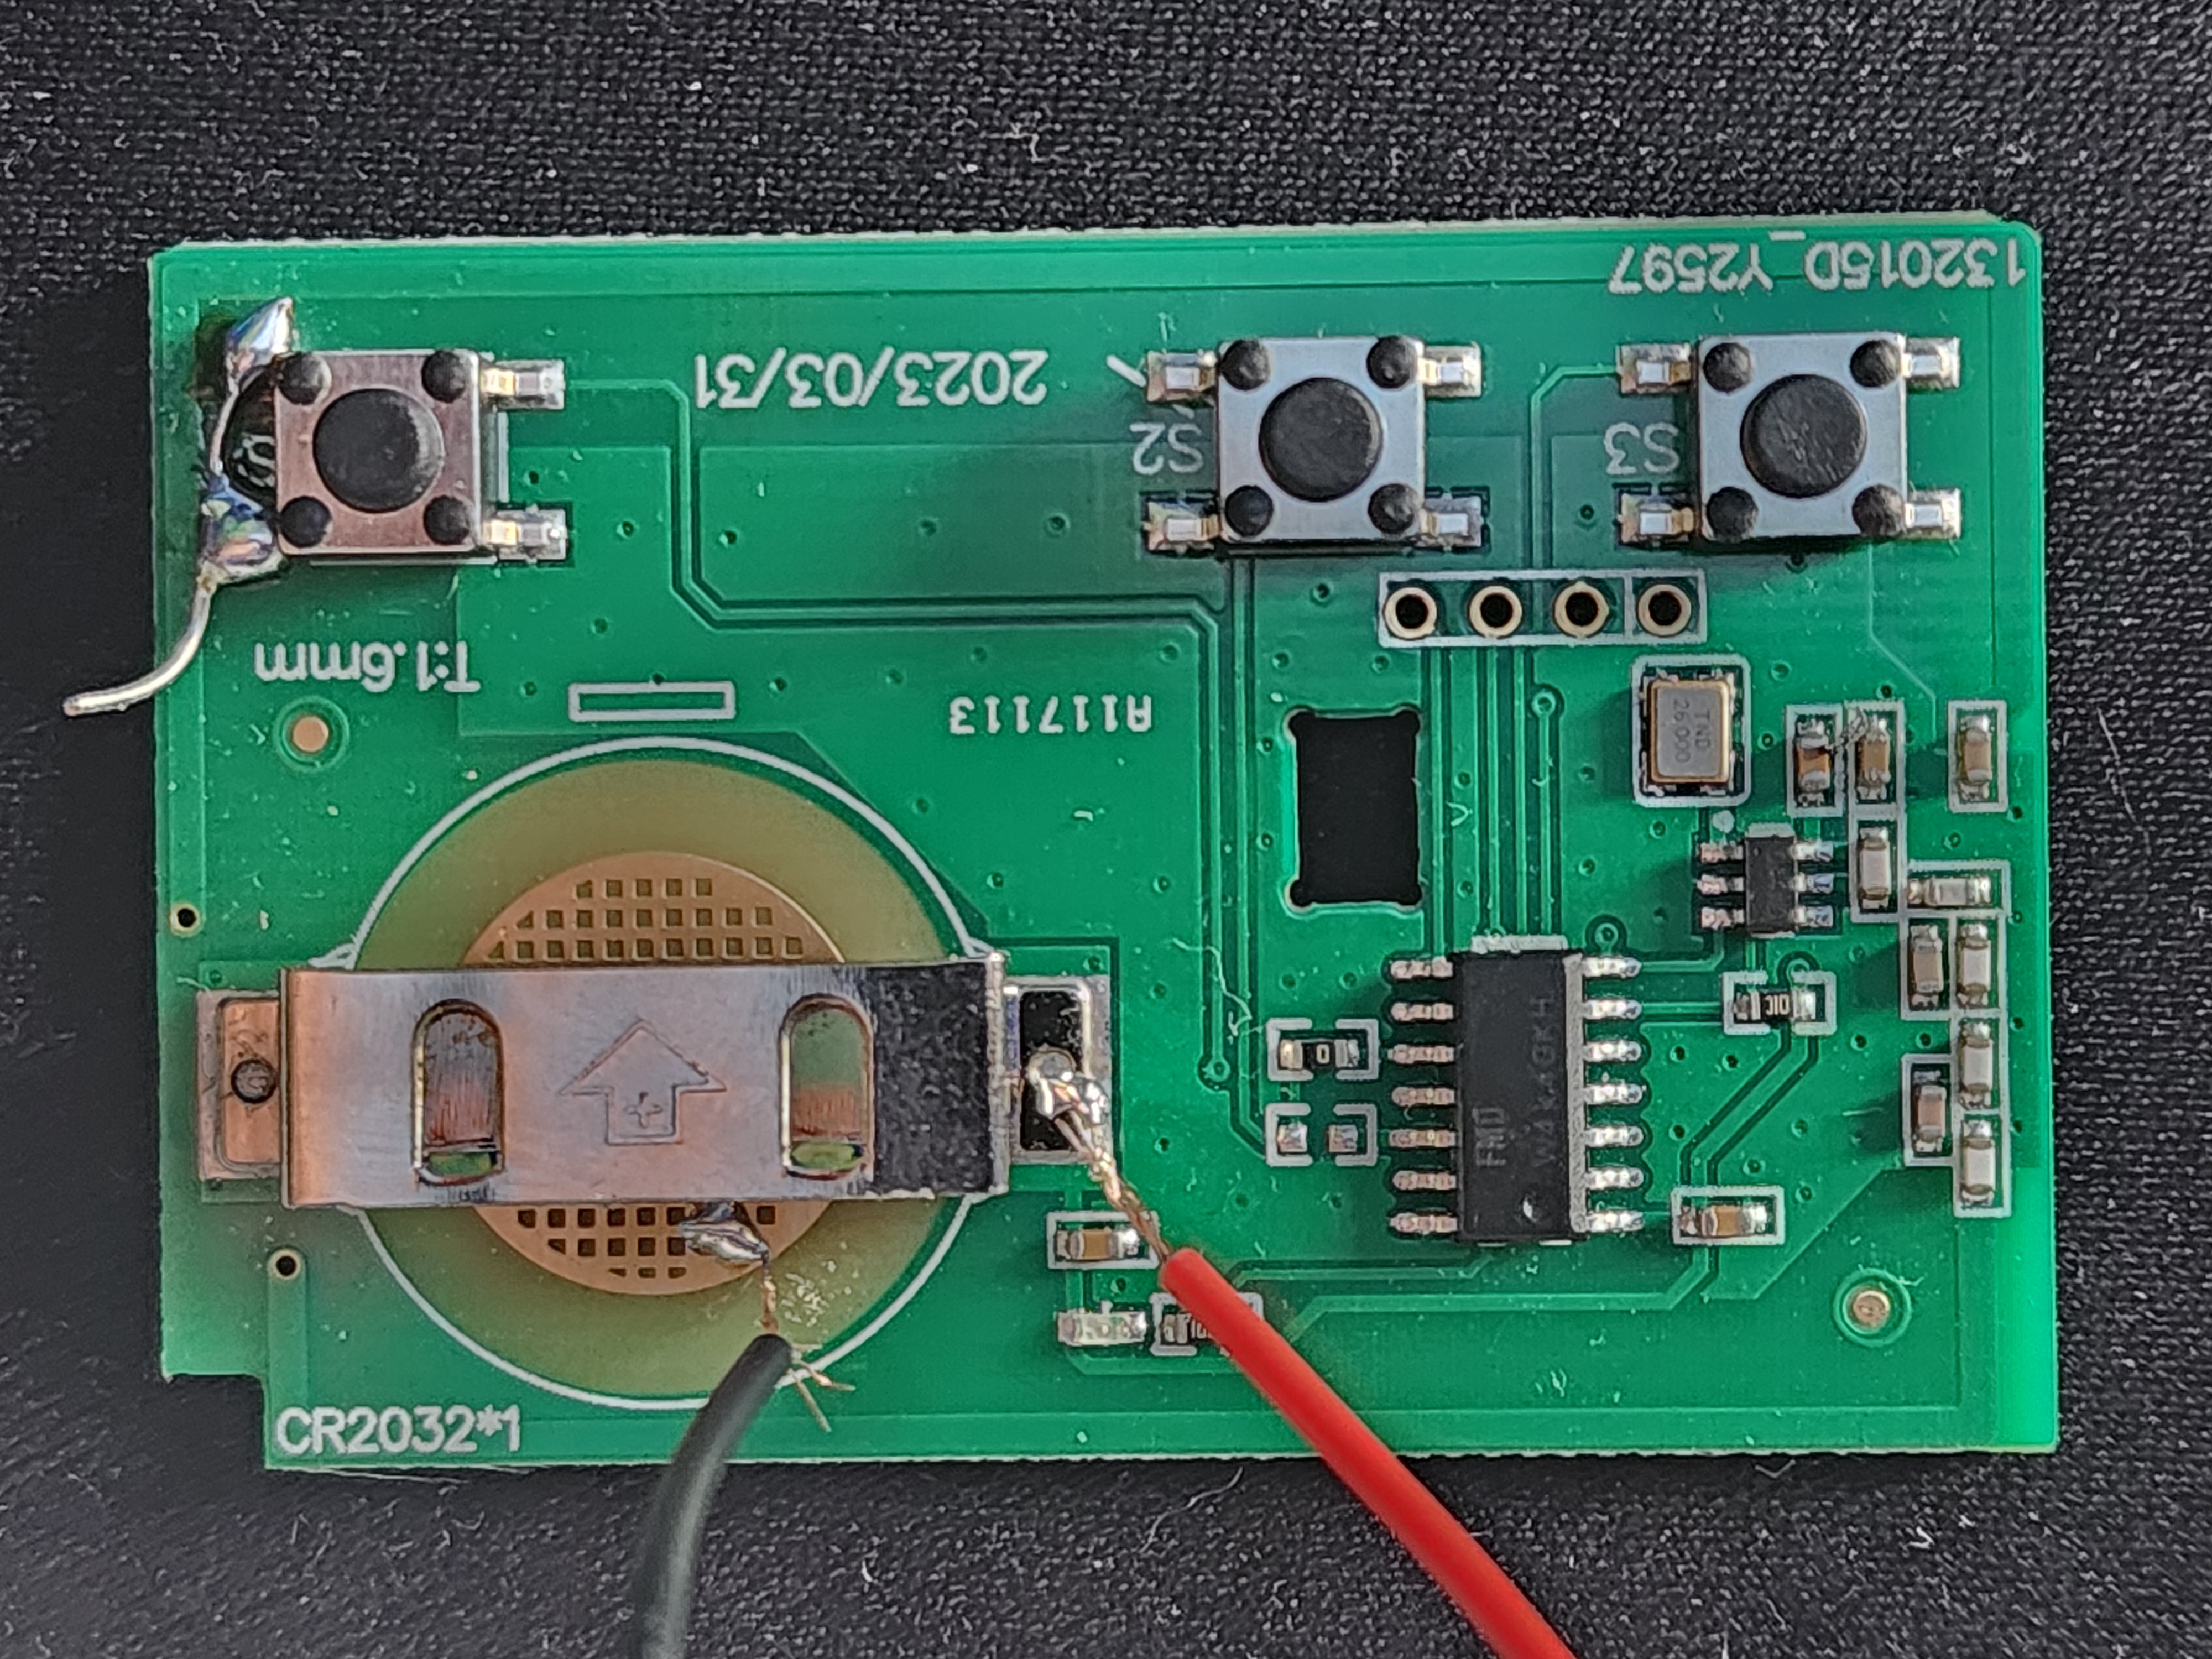 CR2032*1
T:1.6mm
2023/03/31
A117113
S2
FMD
S3
TND
26.000
132015D_Y2597